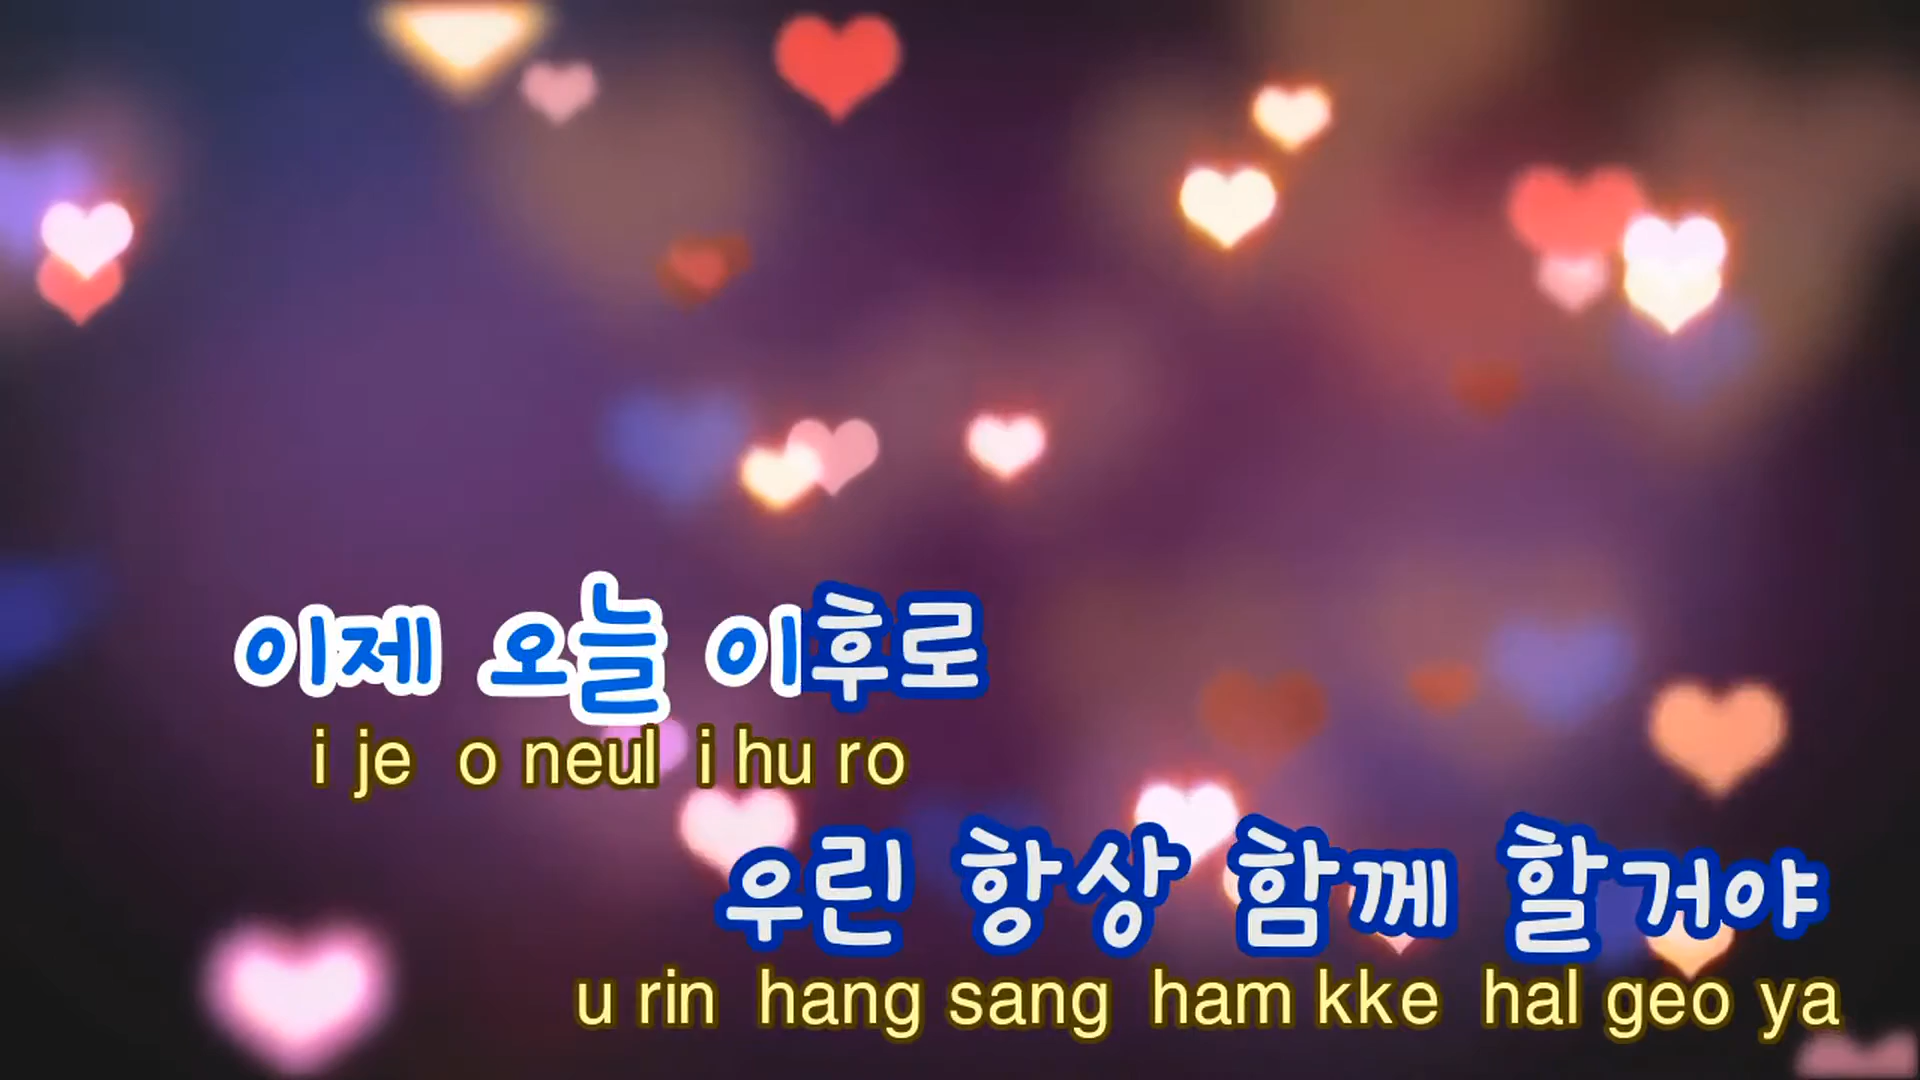 이제 오늘 이후로
i je o neul i hu ro
우린 항상 함께 할거야
u rin hang sang ham kke hal geo ya